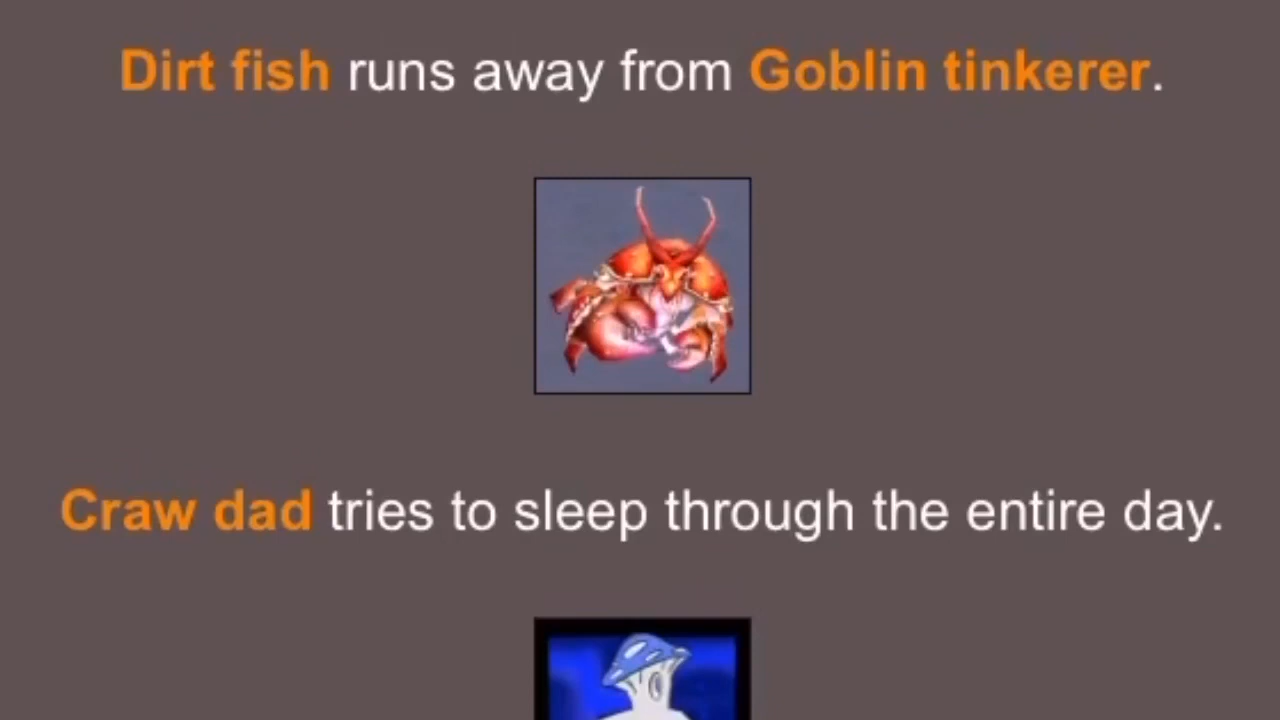 Dirt fish runs away from Goblin tinkerer.
Craw dad tries to sleep through the entire day.